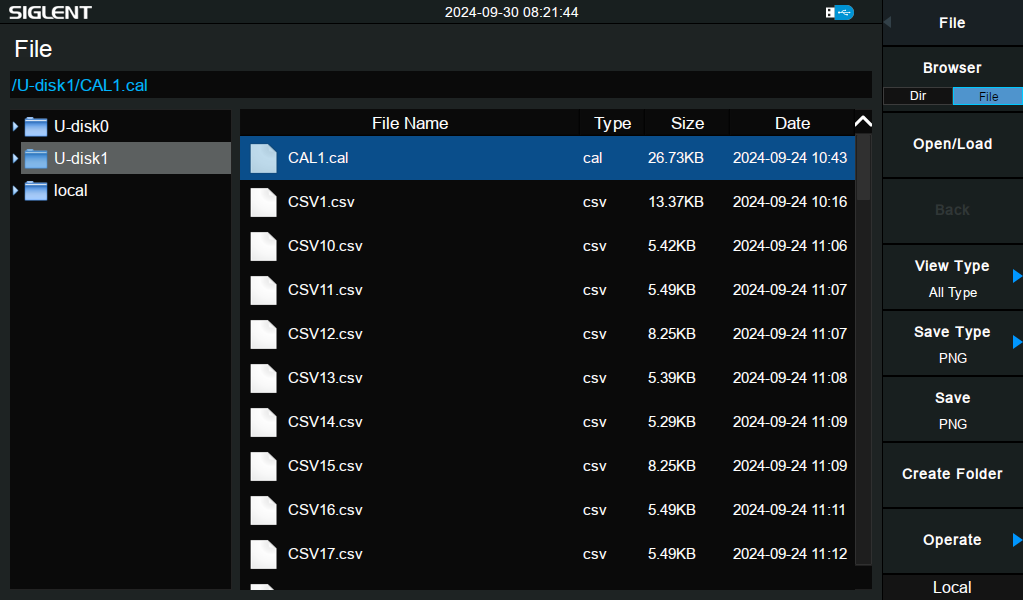 SIGLENT 2024-09-30 08:21:44
File
/U-disk1/CAL1.cal
U-disk0
U-disk1
local
File Name Type Size Date
CAL1.cal cal 26.73KB 2024-09-24 10:43
CSV1.csv csv 13.37KB 2024-09-24 10:16
CSV10.csv csv 5.42KB 2024-09-24 11:06
CSV11.csv csv 5.49KB 2024-09-24 11:07
CSV12.csv csv 8.25KB 2024-09-24 11:07
CSV13.csv csv 5.39KB 2024-09-24 11:08
CSV14.csv csv 5.29KB 2024-09-24 11:09
CSV15.csv csv 8.25KB 2024-09-24 11:09
CSV16.csv csv 5.49KB 2024-09-24 11:11
CSV17.csv csv 5.49KB 2024-09-24 11:12
File
Browser
Dir File
Open/Load
Back
View Type
All Type
Save Type
PNG
Save
PNG
Create Folder
Operate
Local